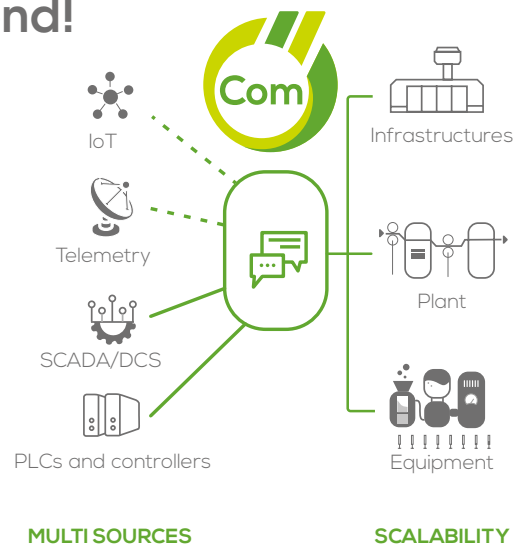 nd!
Com
IoT
Infrastructures
Telemetry
Plant
SCADA/DCS
PLCs and controllers
Equipment
MULTI SOURCES
SCALABILITY